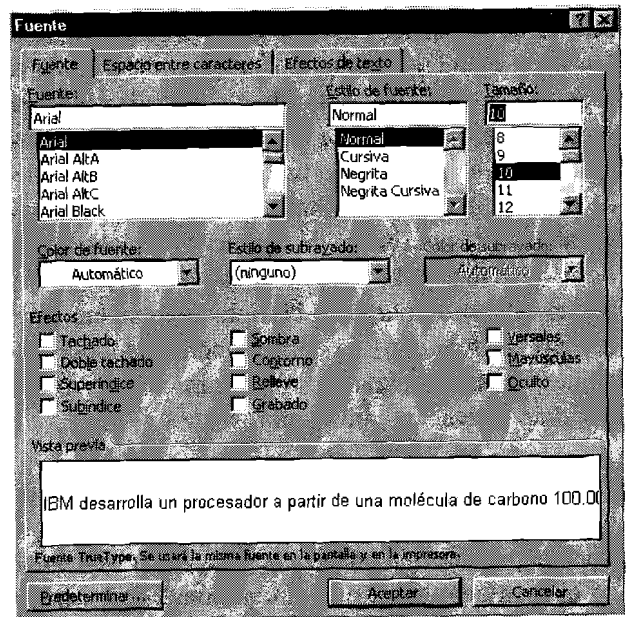 Fuente
Fuente Espacio entre caracteres Efectos de texto
Fuente: Estilo de fuente: Tamaño:
Arial Normal 10
Arial Normal 8
Arial AltA Cursiva 9
Arial AltB Negrita 10
Arial AltC Negrita Cursiva 11
Arial Black 12
Color de fuente: Estilo de subrayado: Color de subrayado:
Automático (ninguno) Automático
Efectos
Tachado Sombra Versales
Doble tachado Contorno Mayúsculas
Superíndice Relieve Oculto
Subíndice Grabado
Vista previa
IBM desarrolla un procesador a partir de una molécula de carbono 100.00
Fuente TrueType. Se usará la misma fuente en la pantalla y en la impresora.
Predeterminar... Aceptar Cancelar